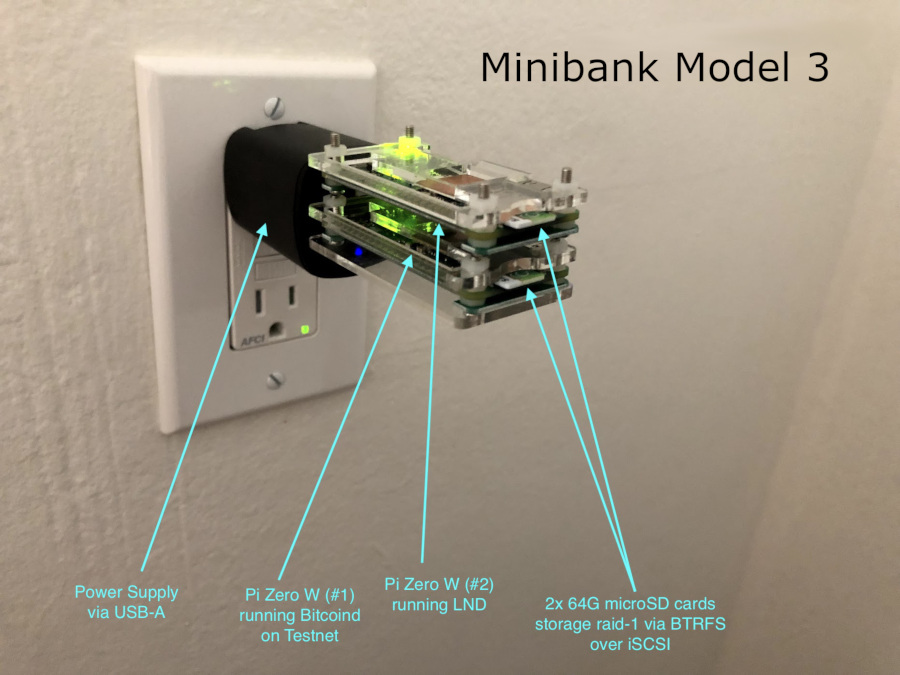 Minibank Model 3
AFCI
Power Supply
via USB-A
Pi Zero W (#1)
running Bitcoind
on Testnet
Pi Zero W (#2)
running LND
2x 64G microSD cards
storage raid-1 via BTRFS
over iSCSI